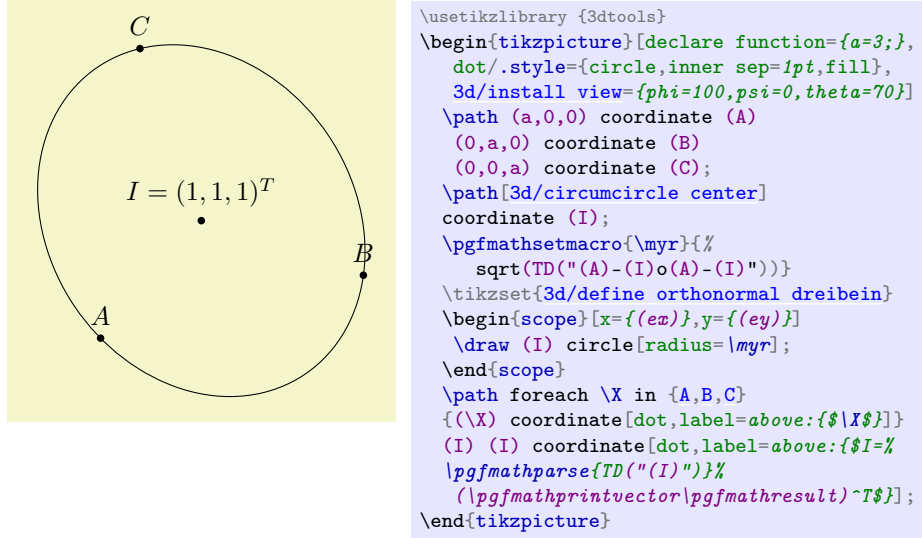 C
I = (1, 1, 1)^T
B
A
\usetikzlibrary {3dtools}
\begin{tikzpicture}[declare function={a=3;},
dot/.style={circle,inner sep=1pt,fill},
3d/install view={phi=100,psi=0,theta=70}]
\path (a,0,0) coordinate (A)
(0,a,0) coordinate (B)
(0,0,a) coordinate (C);
\path[3d/circumcircle center]
coordinate (I);
\pgfmathsetmacro{\myr}{%
sqrt(TD("(A)-(I)o(A)-(I)"))}
\tikzset{3d/define orthonormal dreibein}
\begin{scope}[x={(ex)},y={(ey)}]
\draw (I) circle[radius=\myr];
\end{scope}
\path foreach \X in {A,B,C}
{(\X) coordinate[dot,label=above:{$\X$}]}
(I) (I) coordinate[dot,label=above:{$I=%
\pgfmathparse{TD("(I)")}%
(\pgfmathprintvector\pgfmathresult)^T$}];
\end{tikzpicture}